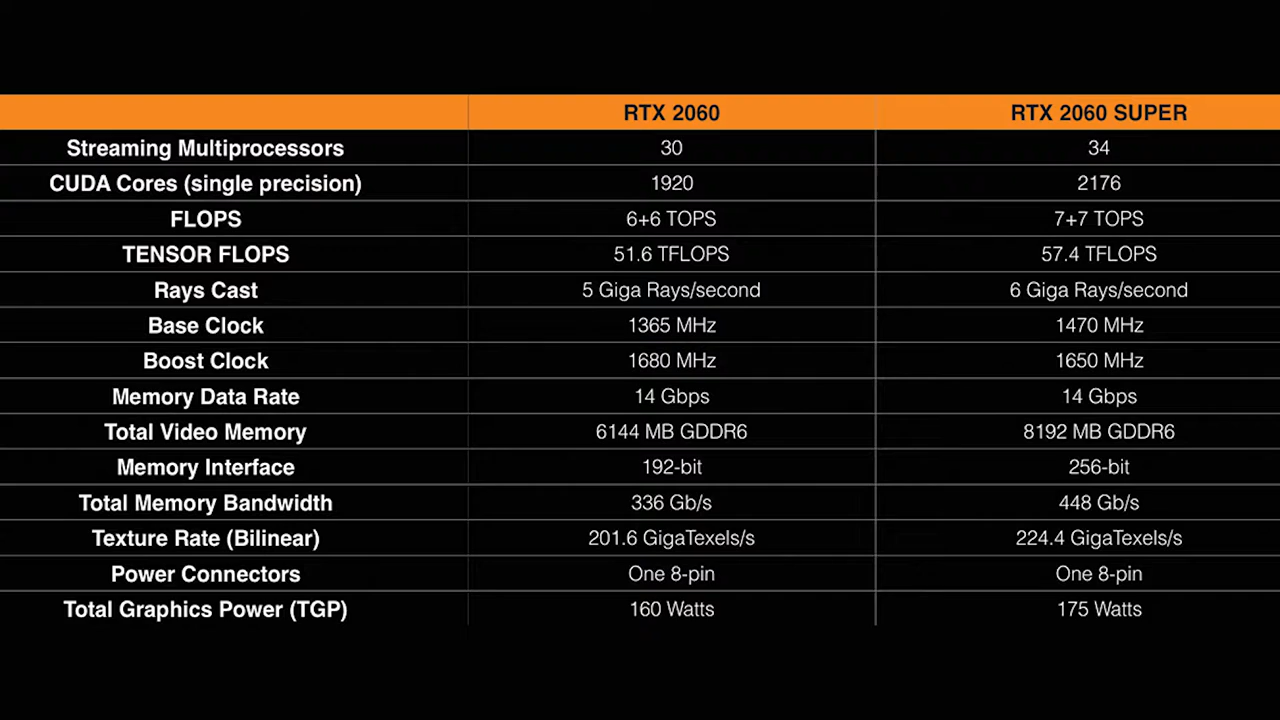 RTX 2060 RTX 2060 SUPER
Streaming Multiprocessors 30 34
CUDA Cores (single precision) 1920 2176
FLOPS 6+6 TOPS 7+7 TOPS
TENSOR FLOPS 51.6 TFLOPS 57.4 TFLOPS
Rays Cast 5 Giga Rays/second 6 Giga Rays/second
Base Clock 1365 MHz 1470 MHz
Boost Clock 1680 MHz 1650 MHz
Memory Data Rate 14 Gbps 14 Gbps
Total Video Memory 6144 MB GDDR6 8192 MB GDDR6
Memory Interface 192-bit 256-bit
Total Memory Bandwidth 336 Gb/s 448 Gb/s
Texture Rate (Bilinear) 201.6 GigaTexels/s 224.4 GigaTexels/s
Power Connectors One 8-pin One 8-pin
Total Graphics Power (TGP) 160 Watts 175 Watts